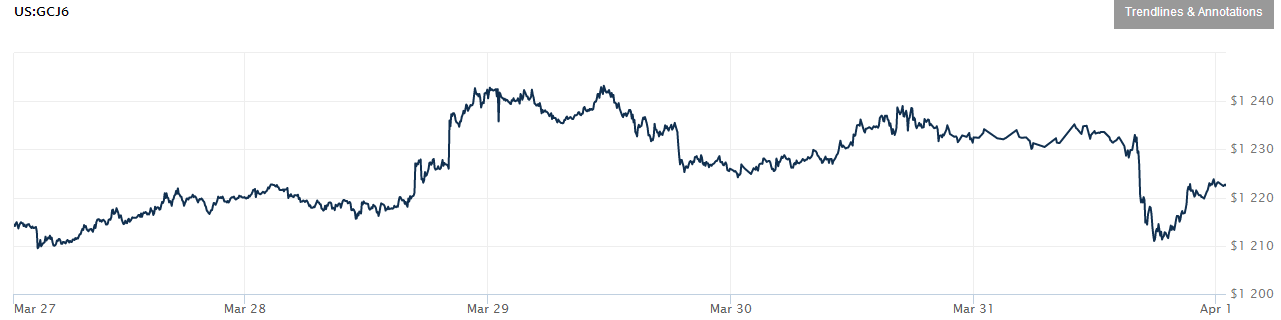 US:GCJ6
Trendlines & Annotations
$1 240
$1 230
$1 220
$1 210
$1 200
Mar 27 Mar 28 Mar 29 Mar 30 Mar 31 Apr 1